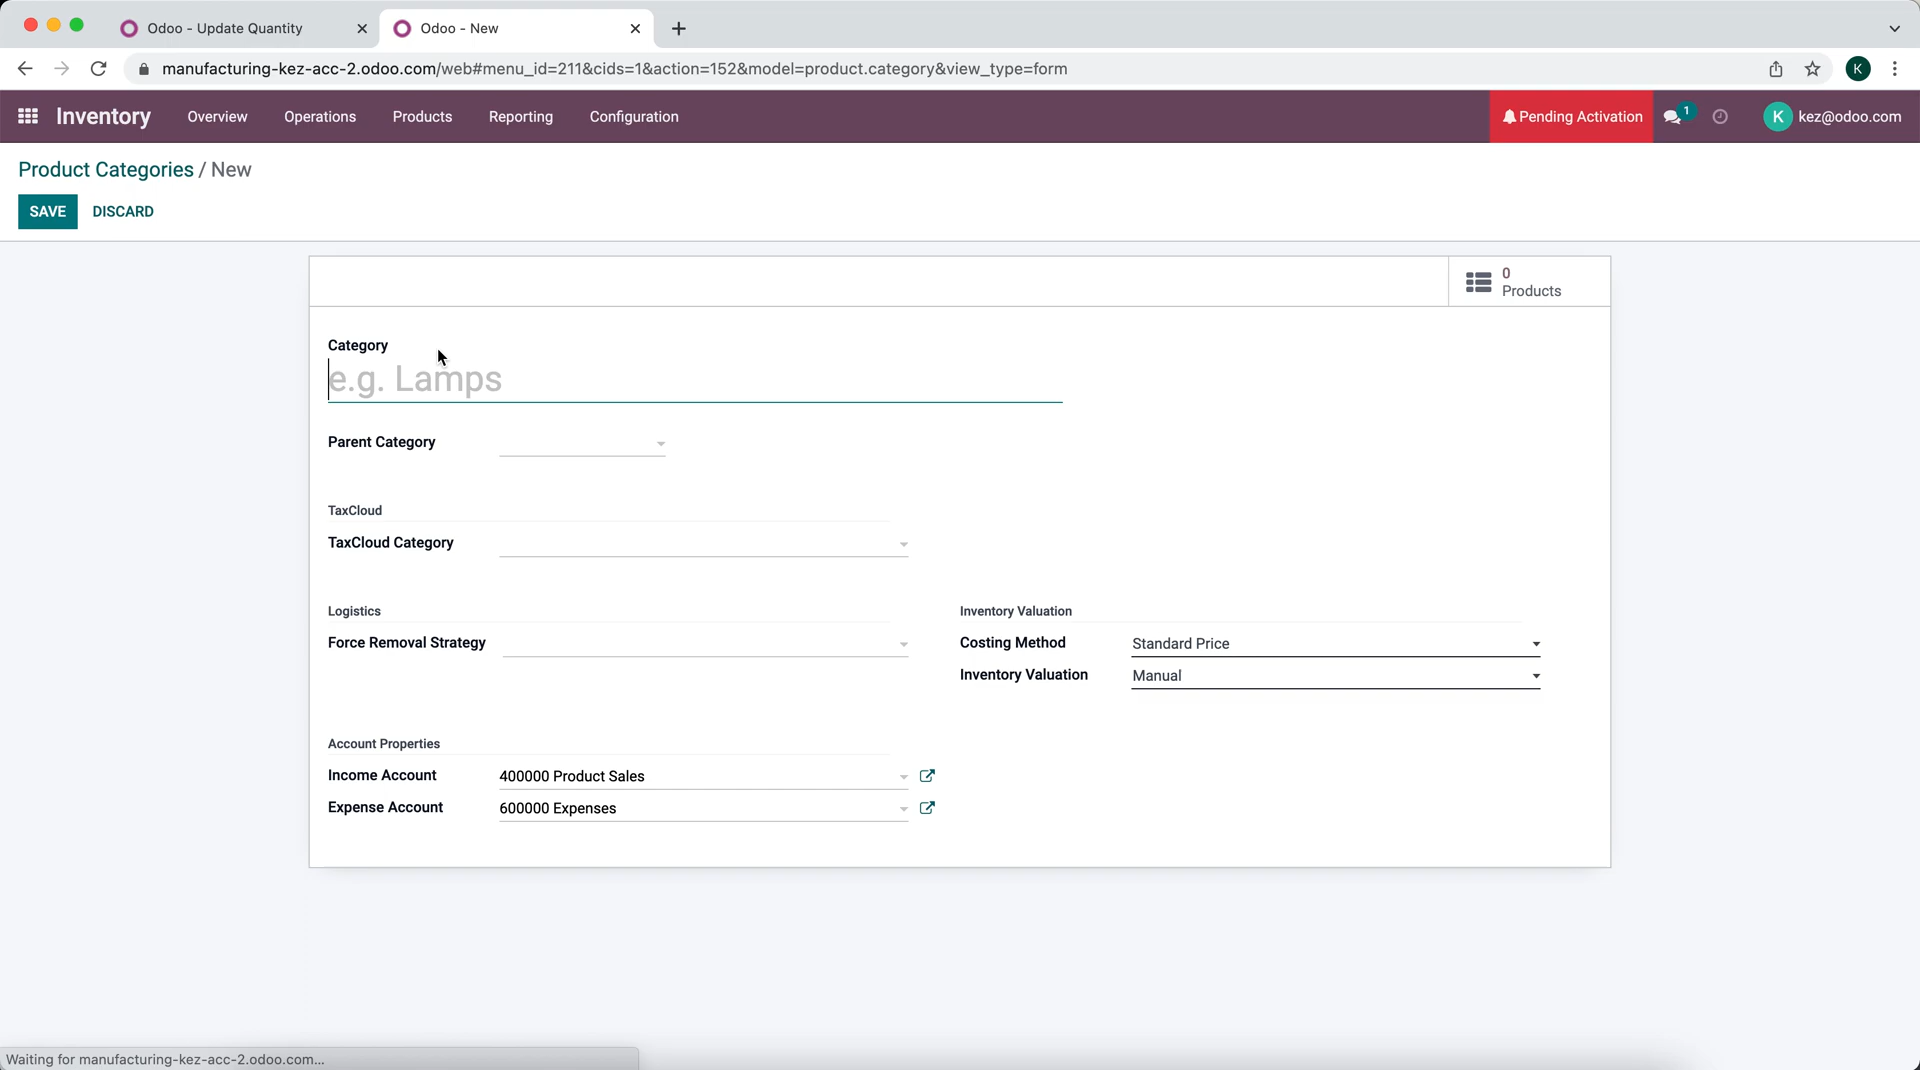 Odoo - Update Quantity
Odoo - New
manufacturing-kez-acc-2.odoo.com/web#menu_id=211&cids=1&action=152&model=product.category&view_type=form
K
Inventory
Overview
Operations
Products
Reporting
Configuration
Pending Activation
1
K
kez@odoo.com
Product Categories / New
SAVE
DISCARD
0
Products
Category
e.g. Lamps
Parent Category
TaxCloud
TaxCloud Category
Logistics
Force Removal Strategy
Inventory Valuation
Costing Method
Standard Price
Inventory Valuation
Manual
Account Properties
Income Account
400000 Product Sales
Expense Account
600000 Expenses
Waiting for manufacturing-kez-acc-2.odoo.com...